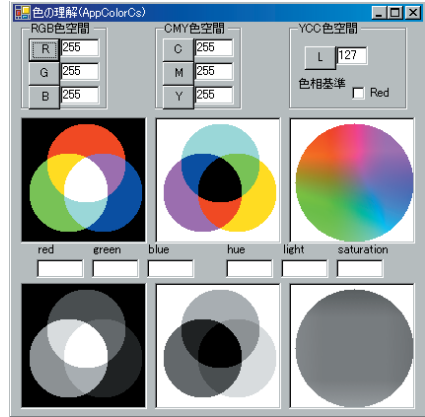 色の理解(AppColorCs)
RGB色空間 CMY色空間 YCC色空間
R 255 C 255 L 127
G 255 M 255 色相基準 Red
B 255 Y 255
red green blue hue light saturation